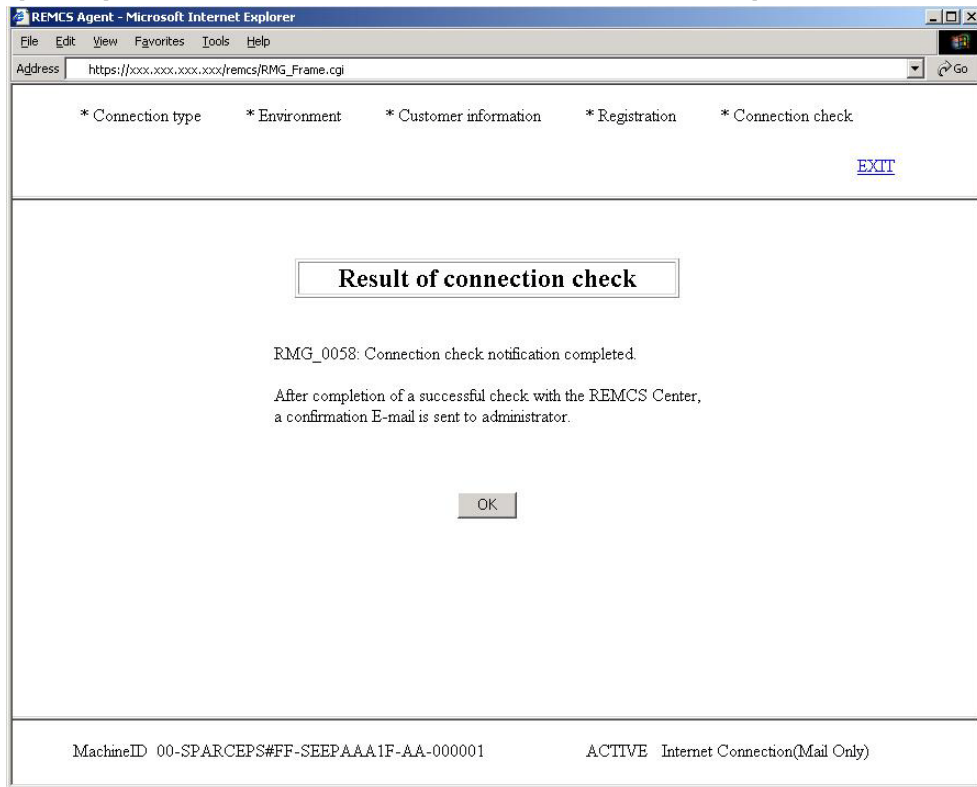 REMCS Agent - Microsoft Internet Explorer
File Edit View Favorites Tools Help
Address https://xxx.xxx.xxx.xxx/remcs/RMG_Frame.cgi Go
* Connection type * Environment * Customer information * Registration * Connection check
EXIT
Result of connection check
RMG_0058: Connection check notification completed.
After completion of a successful check with the REMCS Center,
a confirmation E-mail is sent to administrator.
OK
MachineID 00-SPARCEPS#FF-SEEPAAA1F-AA-000001 ACTIVE Internet Connection(Mail Only)